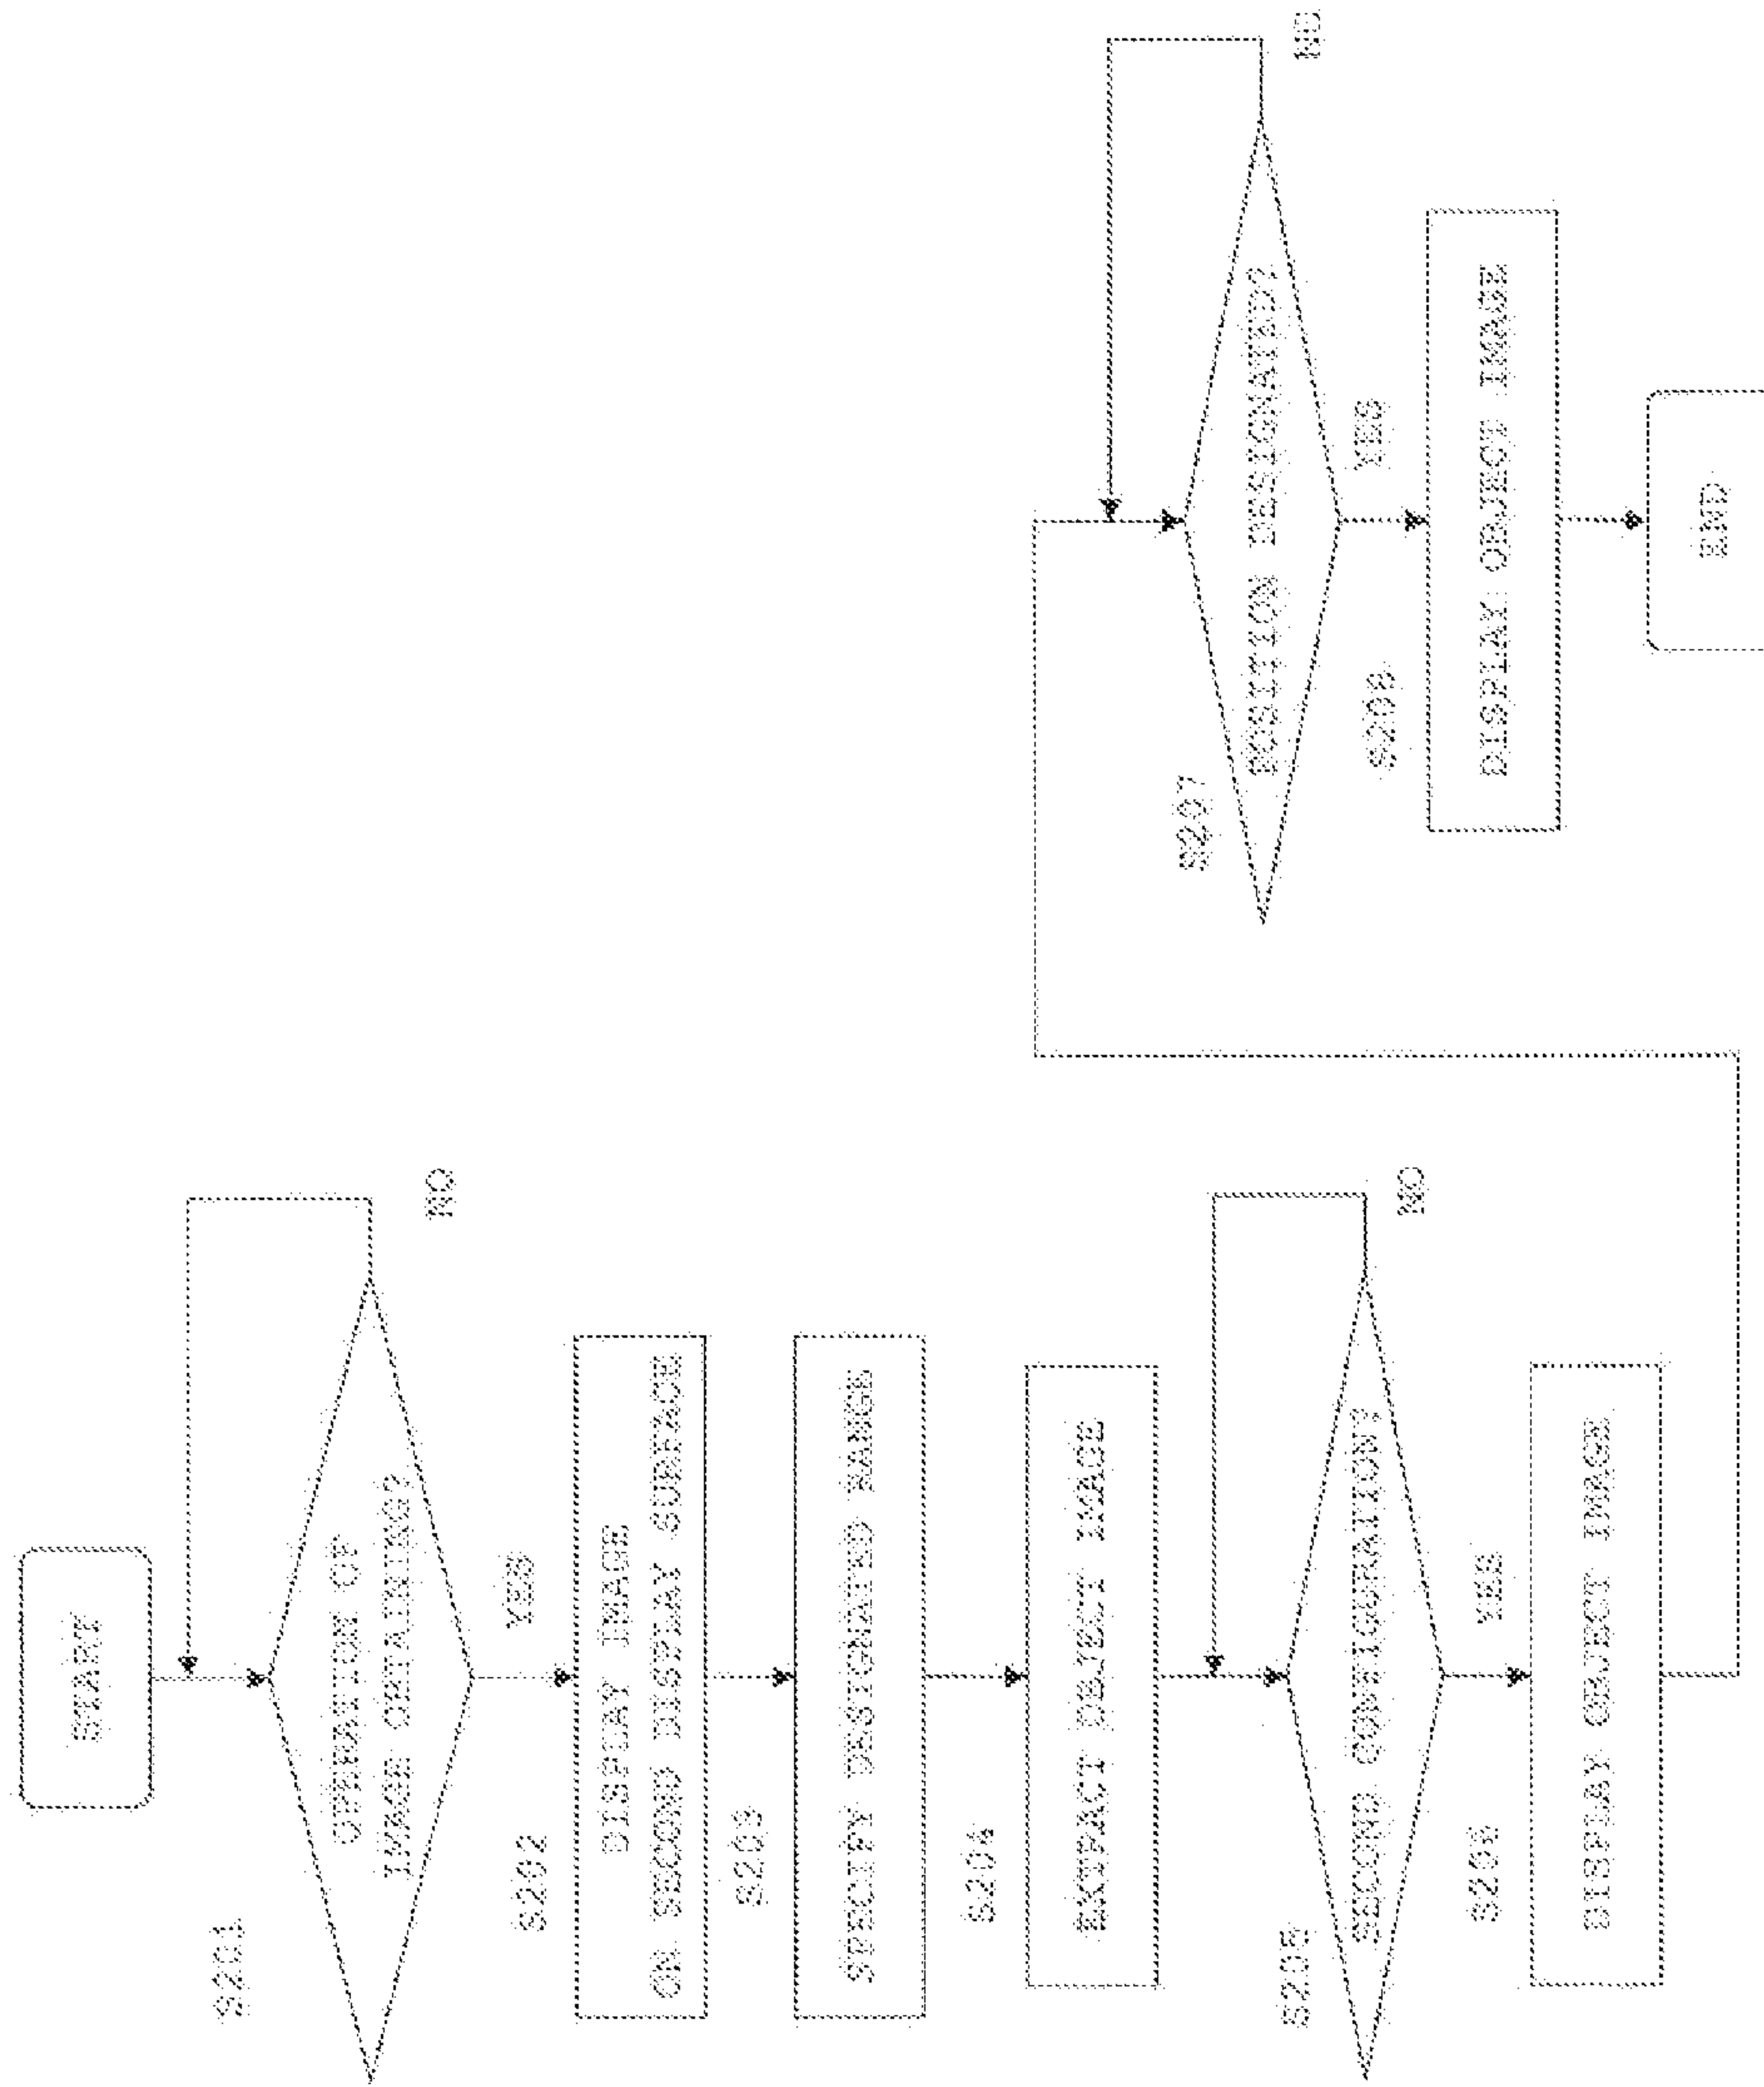 START
S201
OPERATION OF
IMAGE OBTAINING?
NO
YES
S202
DISPLAY IMAGE
ON SECOND DISPLAY SURFACE
S203
SPECIFY DESIGNATED RANGE
S204
EXTRACT OBJECT IMAGE
S205
SECOND CONFIGURATION?
NO
YES
S206
DISPLAY OBJECT IMAGE
S207
POSITION DESIGNATED?
NO
YES
S208
DISPLAY OBJECT IMAGE
END